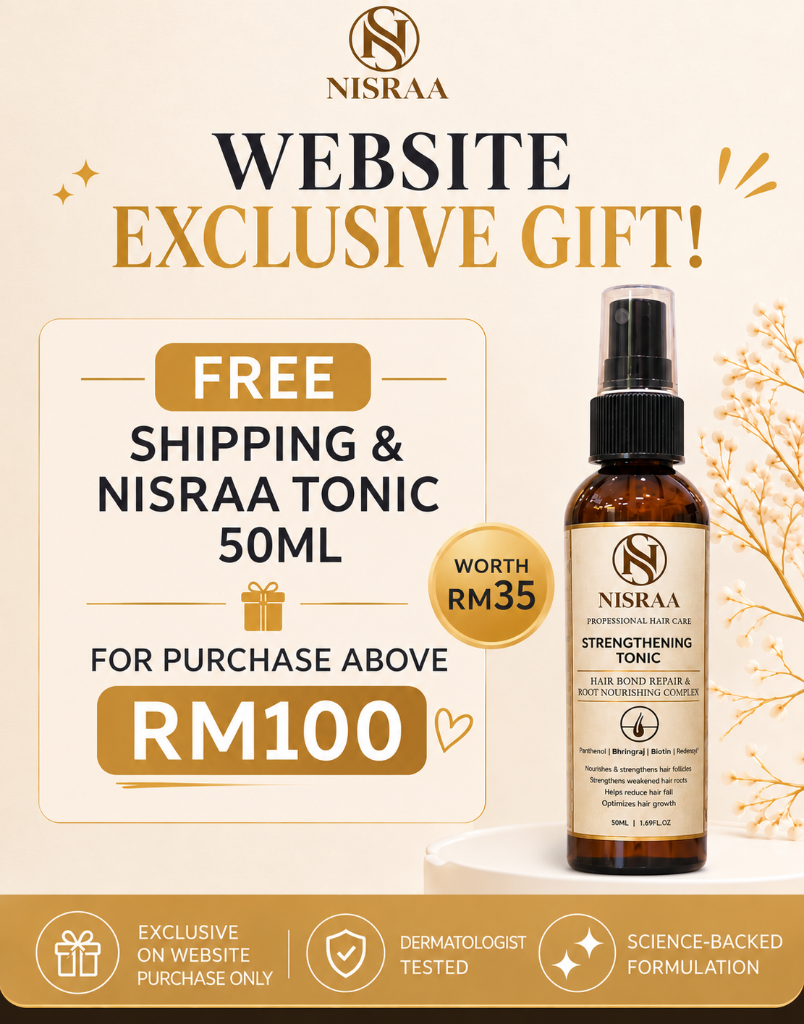 NISRAA
WEBSITE
EXCLUSIVE GIFT!
FREE
SHIPPING &
NISRAA TONIC
50ML
WORTH
RM35
FOR PURCHASE ABOVE
RM100
NISRAA
PROFESSIONAL HAIR CARE
STRENGTHENING
TONIC
HAIR BOND REPAIR &
ROOT NOURISHING COMPLEX
Panthenol | Bhringraj | Biotin | Redensyl
Nourishes & strengthens hair follicles
Strengthens weakened hair roots
Helps reduce hair fall
Optimizes hair growth
50ML | 1.69FL.OZ
EXCLUSIVE
ON WEBSITE
PURCHASE ONLY
DERMATOLOGIST
TESTED
SCIENCE-BACKED
FORMULATION